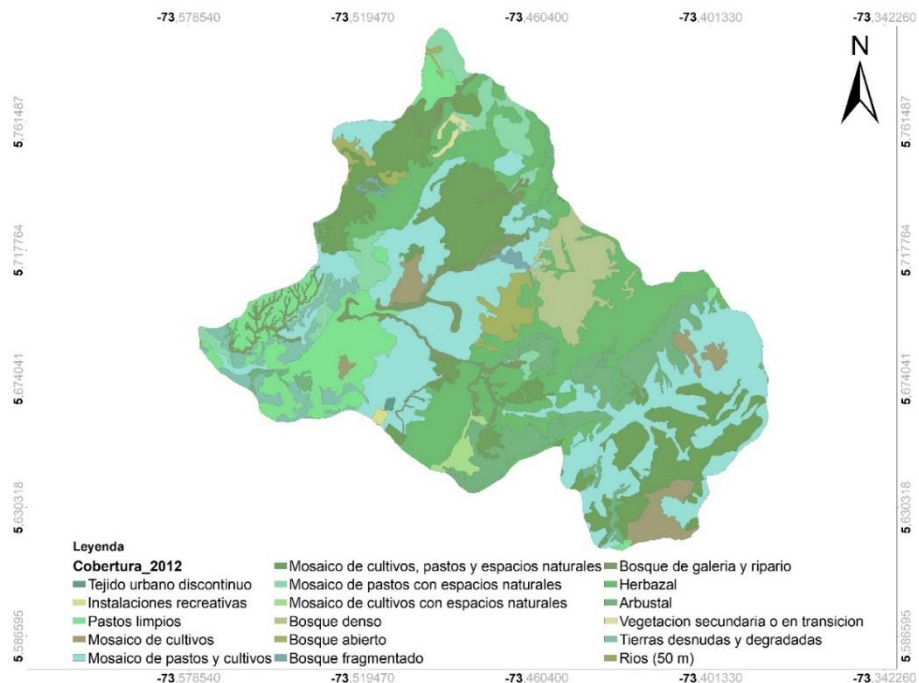 -73,578540 -73,519470 -73,460400 -73,401330 -73,342260
N
5,761487 5,761487
5,717764 5,717764
5,674041 5,674041
5,630318 5,630318
5,586595 5,586595
Leyenda
Cobertura_2012
Tejido urbano discontinuo
Instalaciones recreativas
Pastos limpios
Mosaico de cultivos
Mosaico de pastos y cultivos
Mosaico de cultivos, pastos y espacios naturales
Mosaico de pastos con espacios naturales
Mosaico de cultivos con espacios naturales
Bosque denso
Bosque abierto
Bosque fragmentado
Bosque de galeria y ripario
Herbazal
Arbustal
Vegetacion secundaria o en transicion
Tierras desnudas y degradadas
Rios (50 m)
-73,578540 -73,519470 -73,460400 -73,401330 -73,342260